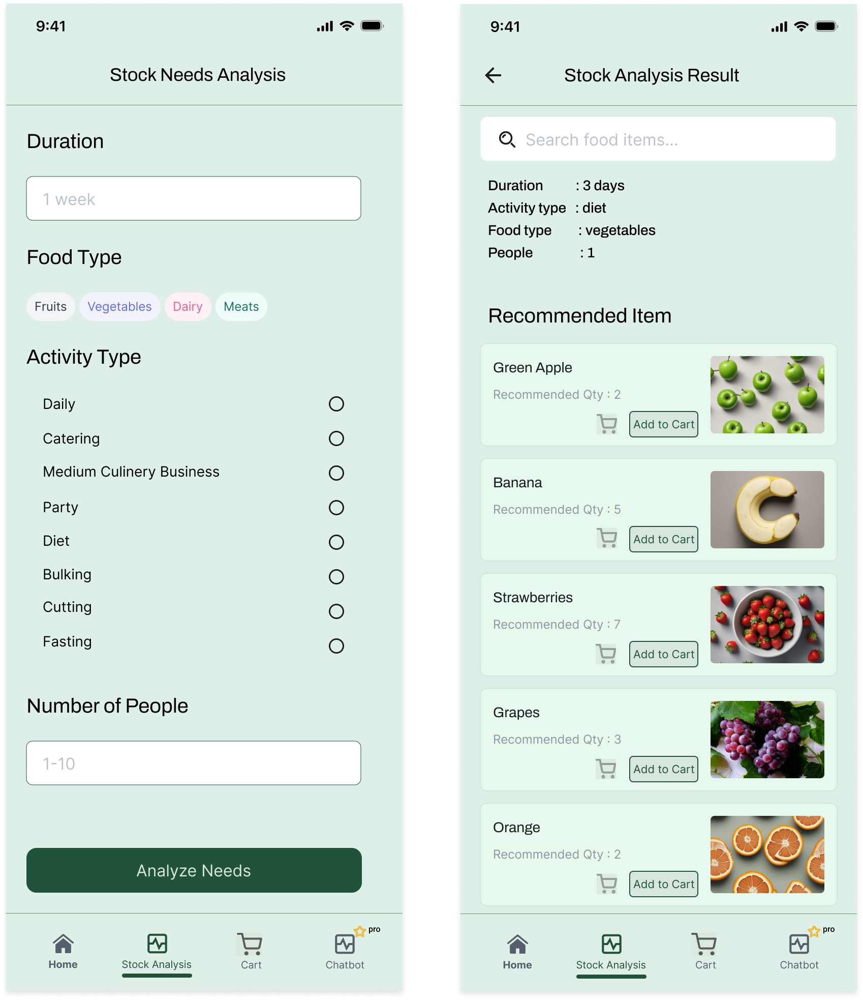 9:41
Stock Needs Analysis
Duration
1 week
Food Type
Fruits Vegetables Dairy Meats
Activity Type
Daily
Catering
Medium Culinery Business
Party
Diet
Bulking
Cutting
Fasting
Number of People
1-10
Analyze Needs
pro
Home Stock Analysis Cart Chatbot
9:41
Stock Analysis Result
Search food items...
Duration : 3 days
Activity type : diet
Food type : vegetables
People : 1
Recommended Item
Green Apple
Recommended Qty : 2
Add to Cart
Banana
Recommended Qty : 5
Add to Cart
Strawberries
Recommended Qty : 7
Add to Cart
Grapes
Recommended Qty : 3
Add to Cart
Orange
Recommended Qty : 2
Add to Cart
pro
Home Stock Analysis Cart Chatbot